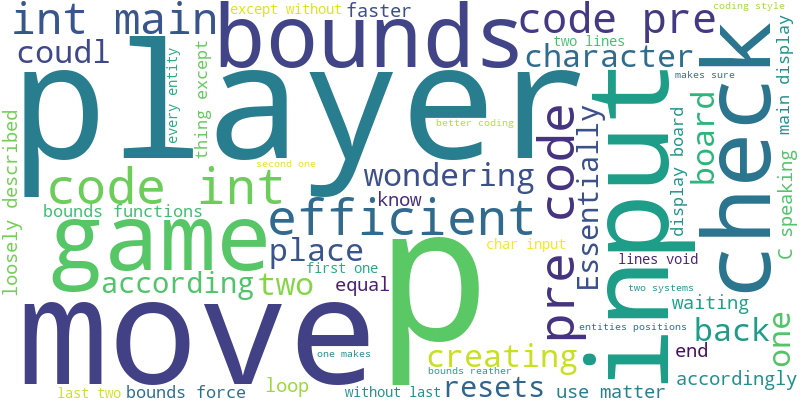 coding style
except without
faster
int main
bounds
code pre
coudl
character
two lines
player
every entity
thing except
makes sure
check
main display
input
board
display board
better coding
second one
wondering
code
pre
Essentially
loosely described
code int
know
bounds functions
efficient
game
place
p
char input
C speaking
lines void
first one
according
two
equal
two systems
waiting
move
entities positions
back
one
one makes
creating
end
bounds reather
accordingly
last two
bounds force
loop
without last
resets
use matter